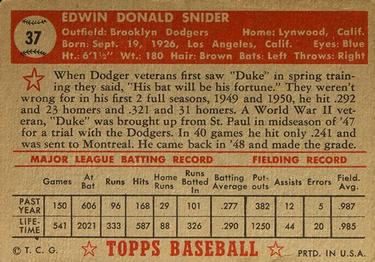 37
EDWIN DONALD SNIDER
Outfield: Brooklyn Dodgers Home: Lynwood, Calif.
Born: Sept. 19, 1926, Los Angeles, Calif. Eyes: Blue
Ht.: 6'1½" Wt.: 180 Hair: Brown Bats: Left Throws: Right
When Dodger veterans first saw "Duke" in spring train-
ing they said, "His bat will be his fortune." They weren't
wrong for in his first 2 full seasons, 1949 and 1950, he hit .292
and 23 homers and .321 and 31 homers. A World War II vet-
eran, "Duke" was brought up from St. Paul in midseason of '47
for a trial with the Dodgers. In 40 games he hit only .241 and
was sent to Montreal. He came back in '48 and made the grade.
MAJOR LEAGUE BATTING RECORD FIELDING RECORD
Games At Bat Runs Hits Home Runs Runs Batted In Batting Average Put-outs Assists Errors Field. Avg.
PAST YEAR 150 606 96 168 29 101 .277 382 12 5 .987
LIFE-TIME 541 2021 333 587 88 326 .290 1250 44 20 .985
© T. C. G. TOPPS BASEBALL PRTD. IN U.S.A.